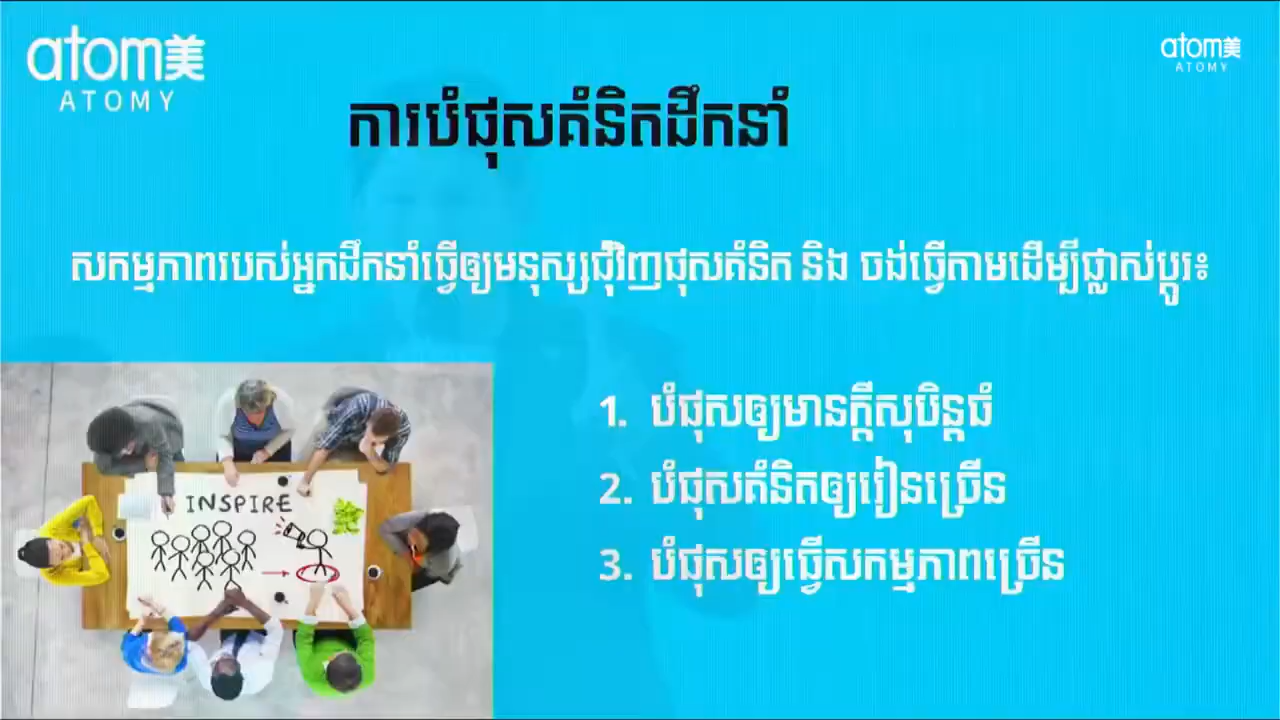 atom美
ATOMY
atom美
ATOMY
ការបំផុសគំនិតដឹកនាំ
សកម្មភាពរបស់អ្នកដឹកនាំធ្វើឲ្យមនុស្សជុំវិញផុសគំនិត និង ចង់ធ្វើតាមដើម្បីផ្លាស់ប្ដូរ៖
1. បំផុសឲ្យមានក្ដីសុបិន្តធំ
2. បំផុសគំនិតឲ្យរៀនច្រើន
3. បំផុសឲ្យធ្វើសកម្មភាពច្រើន
INSPIRE